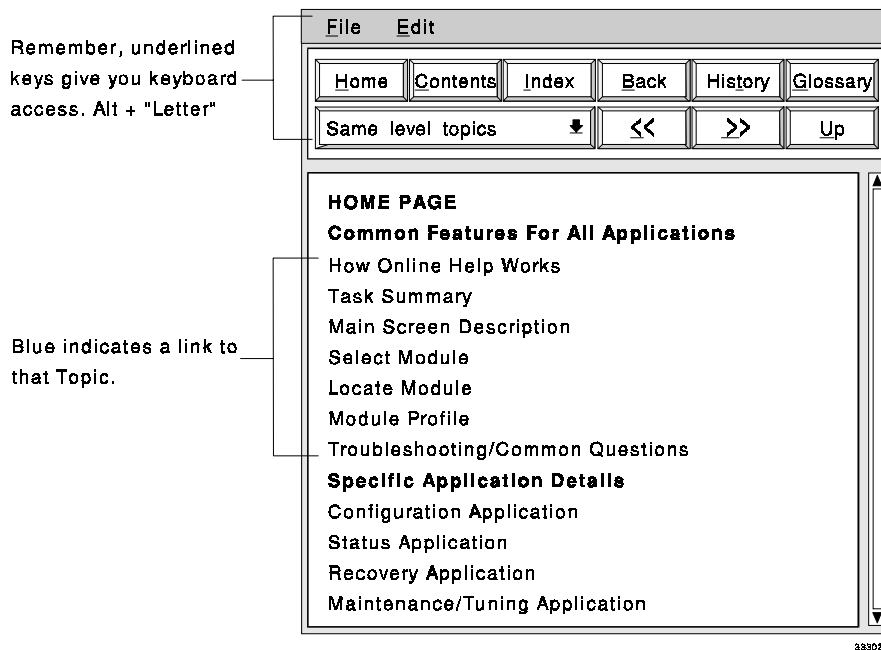 File Edit
Remember, underlined
keys give you keyboard
access. Alt + "Letter"
Home Contents Index Back History Glossary
Same level topics << >> Up
HOME PAGE
Common Features For All Applications
How Online Help Works
Task Summary
Main Screen Description
Blue indicates a link to
that Topic.
Select Module
Locate Module
Module Profile
Troubleshooting/Common Questions
Specific Application Details
Configuration Application
Status Application
Recovery Application
Maintenance/Tuning Application
33302